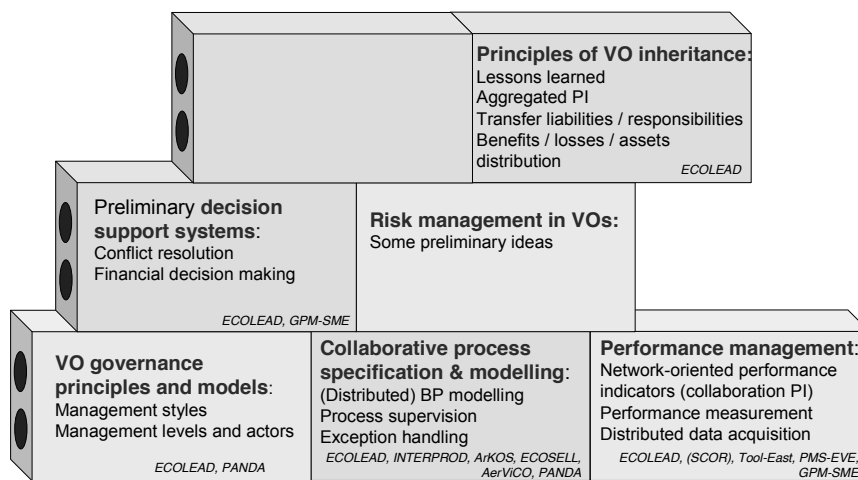 Principles of VO inheritance:
Lessons learned
Aggregated PI
Transfer liabilities / responsibilities
Benefits / losses / assets
distribution
ECOLEAD
Preliminary decision
support systems:
Conflict resolution
Financial decision making
ECOLEAD, GPM-SME
Risk management in VOs:
Some preliminary ideas
VO governance
principles and models:
Management styles
Management levels and actors
ECOLEAD, PANDA
Collaborative process
specification & modelling:
(Distributed) BP modelling
Process supervision
Exception handling
ECOLEAD, INTERPROD, ArKOS, ECOSELL,
AerViCO, PANDA
Performance management:
Network-oriented performance
indicators (collaboration PI)
Performance measurement
Distributed data acquisition
ECOLEAD, (SCOR), Tool-East, PMS-EVE,
GPM-SME